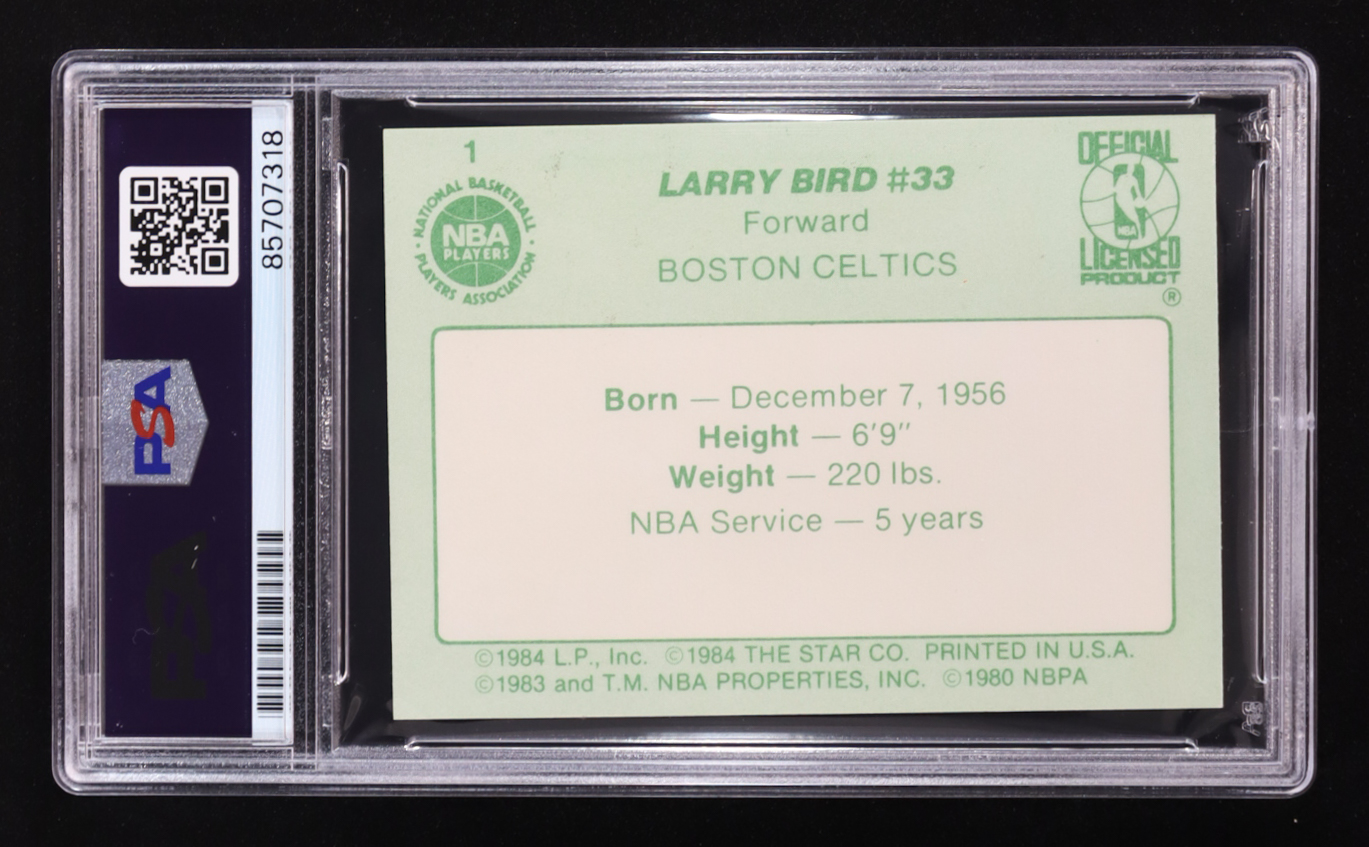 85707318
PSA
PSA
1
NATIONAL BASKETBALL
NBA
PLAYERS
PLAYERS ASSOCIATION
LARRY BIRD #33
Forward
BOSTON CELTICS
OFFICIAL
LICENSED
PRODUCT
®
Born — December 7, 1956
Height — 6'9"
Weight — 220 lbs.
NBA Service — 5 years
©1984 L.P., Inc. ©1984 THE STAR CO. PRINTED IN U.S.A.
©1983 and T.M. NBA PROPERTIES, INC. ©1980 NBPA